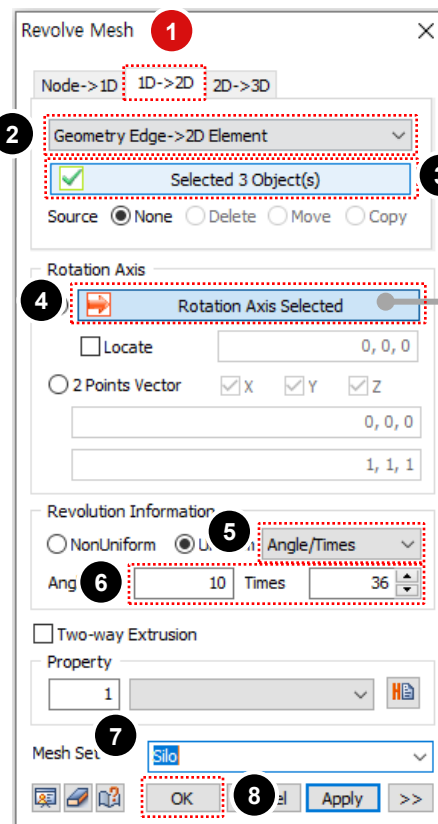 Revolve Mesh 1
Node->1D 1D->2D 2D->3D
2 Geometry Edge->2D Element
Selected 3 Object(s)
Source None Delete Move Copy
Rotation Axis
4 Rotation Axis Selected
Locate 0, 0, 0
2 Points Vector X Y Z
0, 0, 0
1, 1, 1
Revolution Information
NonUniform 5 Angle/Times
6 10 Times 36
Two-way Extrusion
Property
1
7
Mesh Set Silo
OK 8 Apply >>